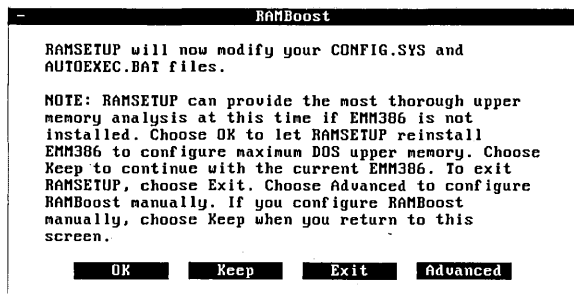 RAMBoost
RAMSETUP will now modify your CONFIG.SYS and
AUTOEXEC.BAT files.
NOTE: RAMSETUP can provide the most thorough upper
memory analysis at this time if EMM386 is not
installed. Choose OK to let RAMSETUP reinstall
EMM386 to configure maximum DOS upper memory. Choose
Keep to continue with the current EMM386. To exit
RAMSETUP, choose Exit. Choose Advanced to configure
RAMBoost manually. If you configure RAMBoost
manually, choose Keep when you return to this
screen.
OK Keep Exit Advanced